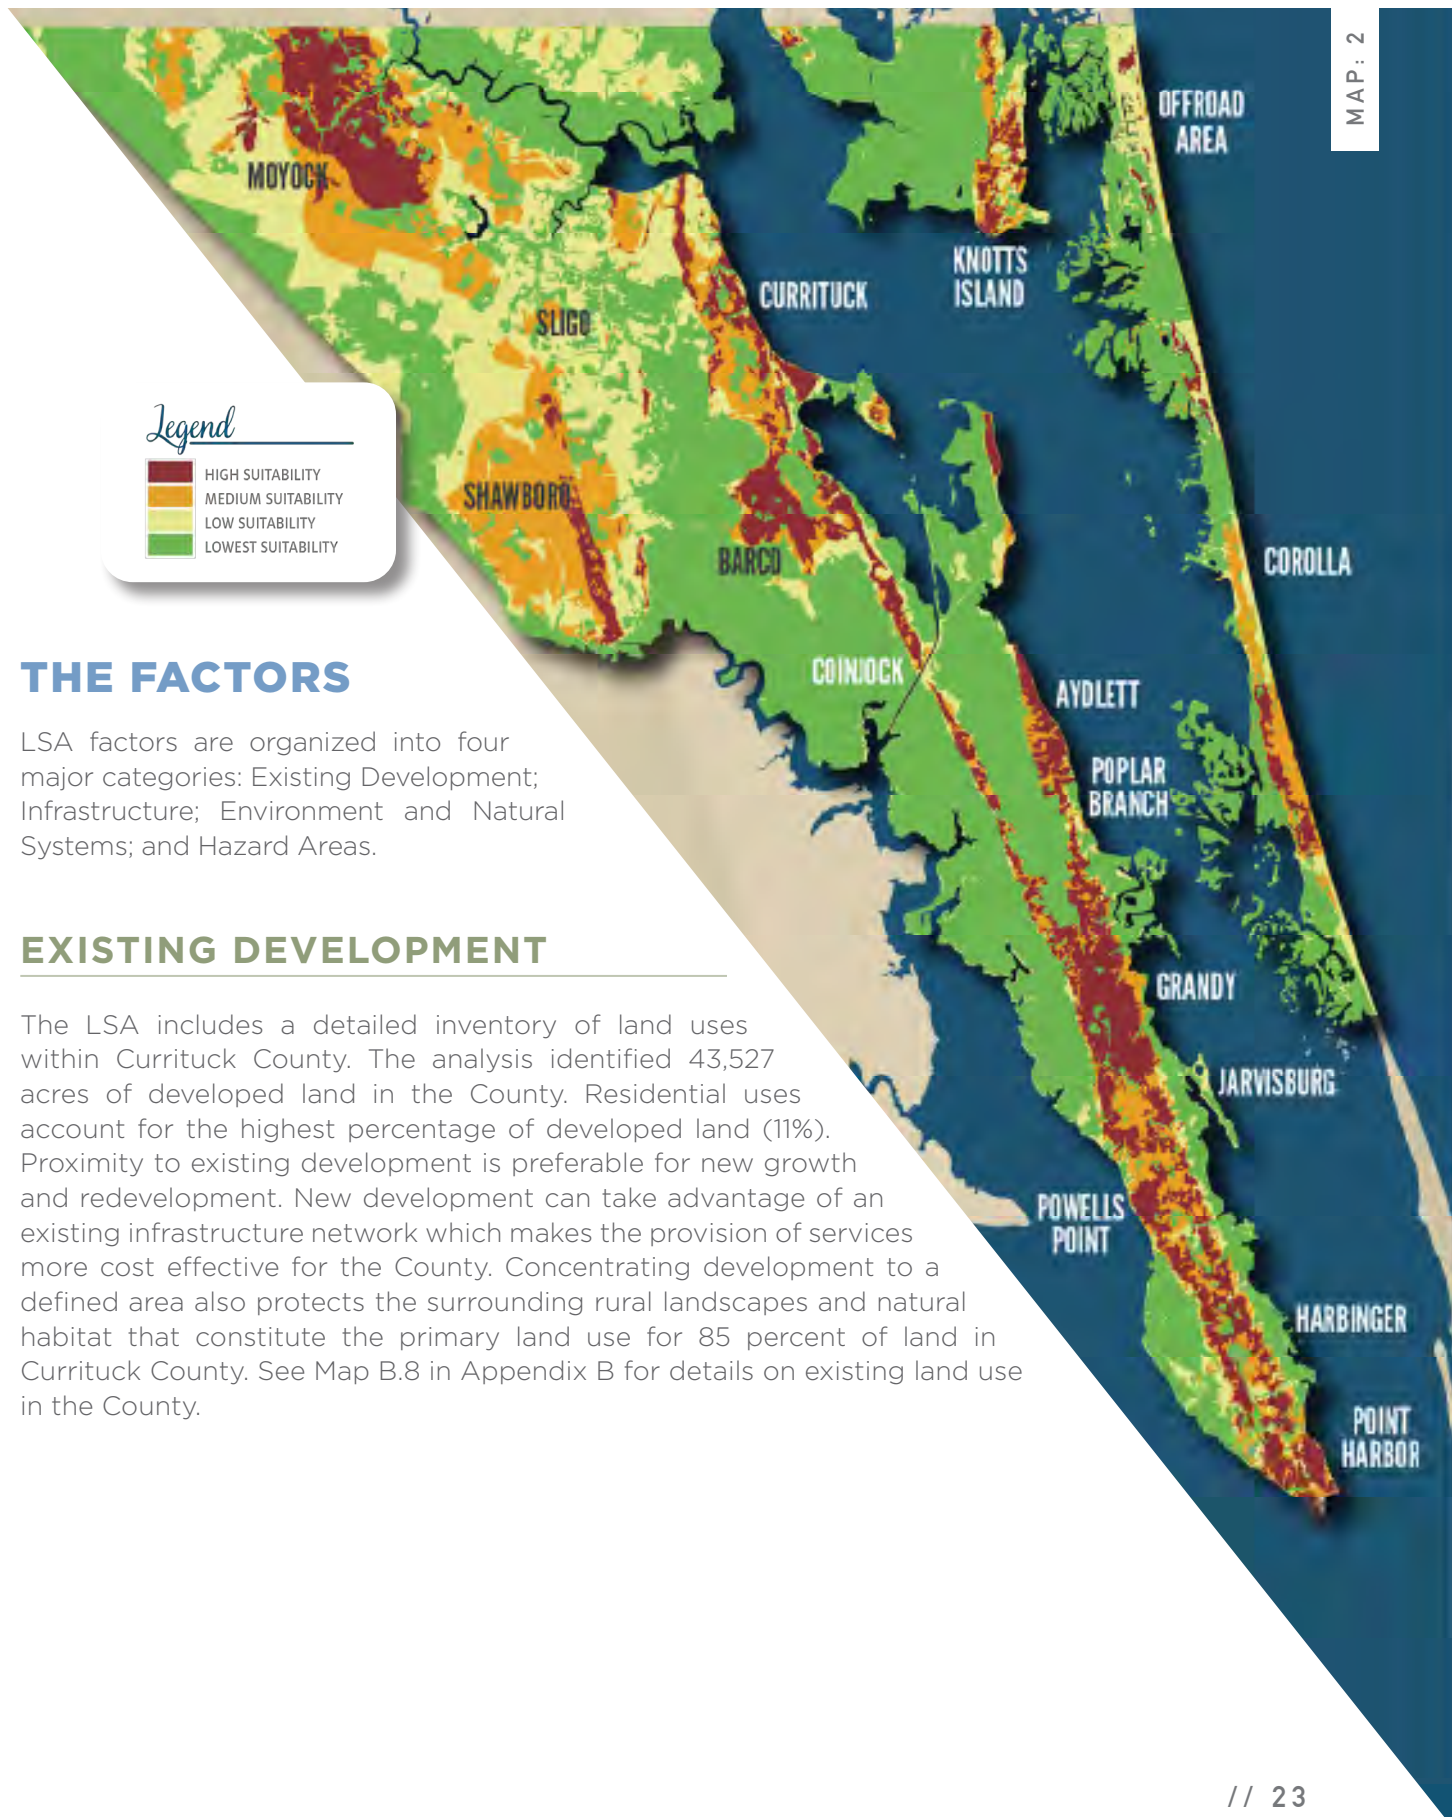 MAP: 2
OFFROAD
AREA
MOYOCK
KNOTTS
ISLAND
CURRITUCK
SLIGO
Legend
HIGH SUITABILITY
MEDIUM SUITABILITY
LOW SUITABILITY
LOWEST SUITABILITY
SHAWBORO
BARCO
COROLLA
COINJOCK
AYDLETT
POPLAR
BRANCH
GRANDY
JARVISBURG
POWELLS
POINT
HARBINGER
POINT
HARBOR
THE FACTORS
LSA factors are organized into four
major categories: Existing Development;
Infrastructure; Environment and Natural
Systems; and Hazard Areas.
EXISTING DEVELOPMENT
The LSA includes a detailed inventory of land uses
within Currituck County. The analysis identified 43,527
acres of developed land in the County. Residential uses
account for the highest percentage of developed land (11%).
Proximity to existing development is preferable for new growth
and redevelopment. New development can take advantage of an
existing infrastructure network which makes the provision of services
more cost effective for the County. Concentrating development to a
defined area also protects the surrounding rural landscapes and natural
habitat that constitute the primary land use for 85 percent of land in
Currituck County. See Map B.8 in Appendix B for details on existing land use
in the County.
// 23